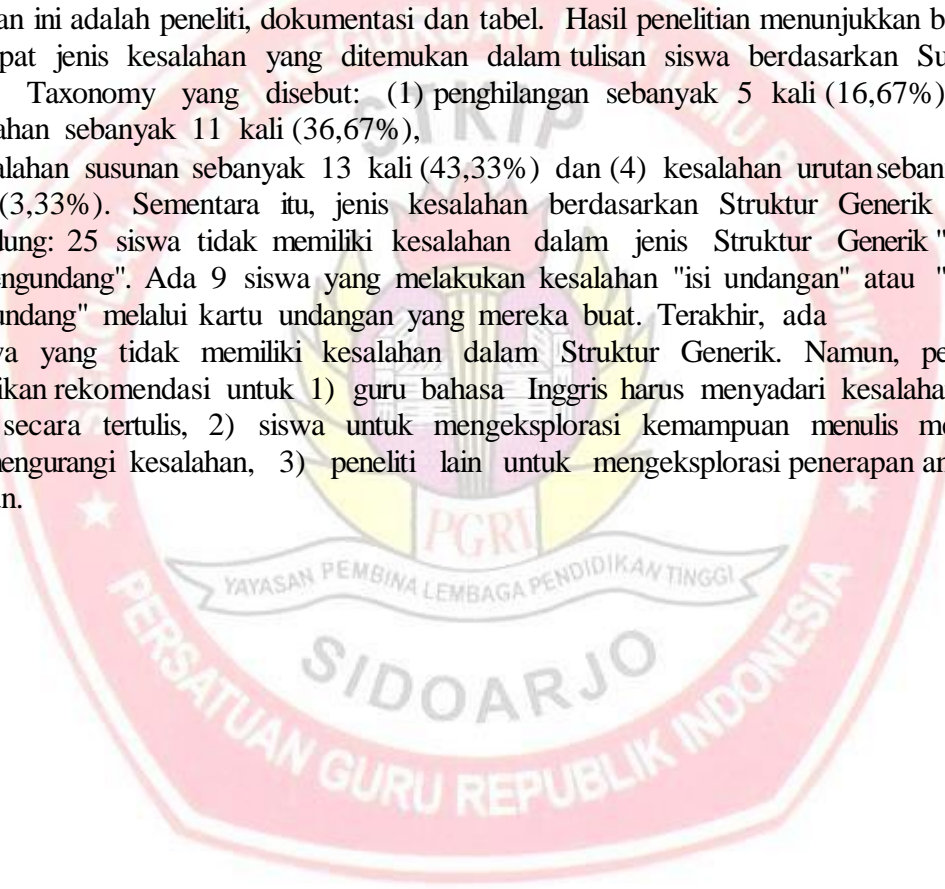 an ini adalah peneliti, dokumentasi dan tabel. Hasil penelitian menunjukkan b
pat jenis kesalahan yang ditemukan dalam tulisan siswa berdasarkan Su
Taxonomy yang disebut: (1) penghilangan sebanyak 5 kali (16,67%)
ahan sebanyak 11 kali (36,67%),
alahan susunan sebanyak 13 kali (43,33%) dan (4) kesalahan urutan seban
(3,33%). Sementara itu, jenis kesalahan berdasarkan Struktur Generik
lung: 25 siswa tidak memiliki kesalahan dalam jenis Struktur Generik "
engundang". Ada 9 siswa yang melakukan kesalahan "isi undangan" atau "
undang" melalui kartu undangan yang mereka buat. Terakhir, ada
va yang tidak memiliki kesalahan dalam Struktur Generik. Namun, pe
ikan rekomendasi untuk 1) guru bahasa Inggris harus menyadari kesalaha
secara tertulis, 2) siswa untuk mengeksplorasi kemampuan menulis me
mengurangi kesalahan, 3) peneliti lain untuk mengeksplorasi penerapan an
n.
STKIP
PGRI
YAYASAN PEMBINA LEMBAGA PENDIDIKAN TINGGI
SIDOARJO
PERSATUAN GURU REPUBLIK INDONESIA